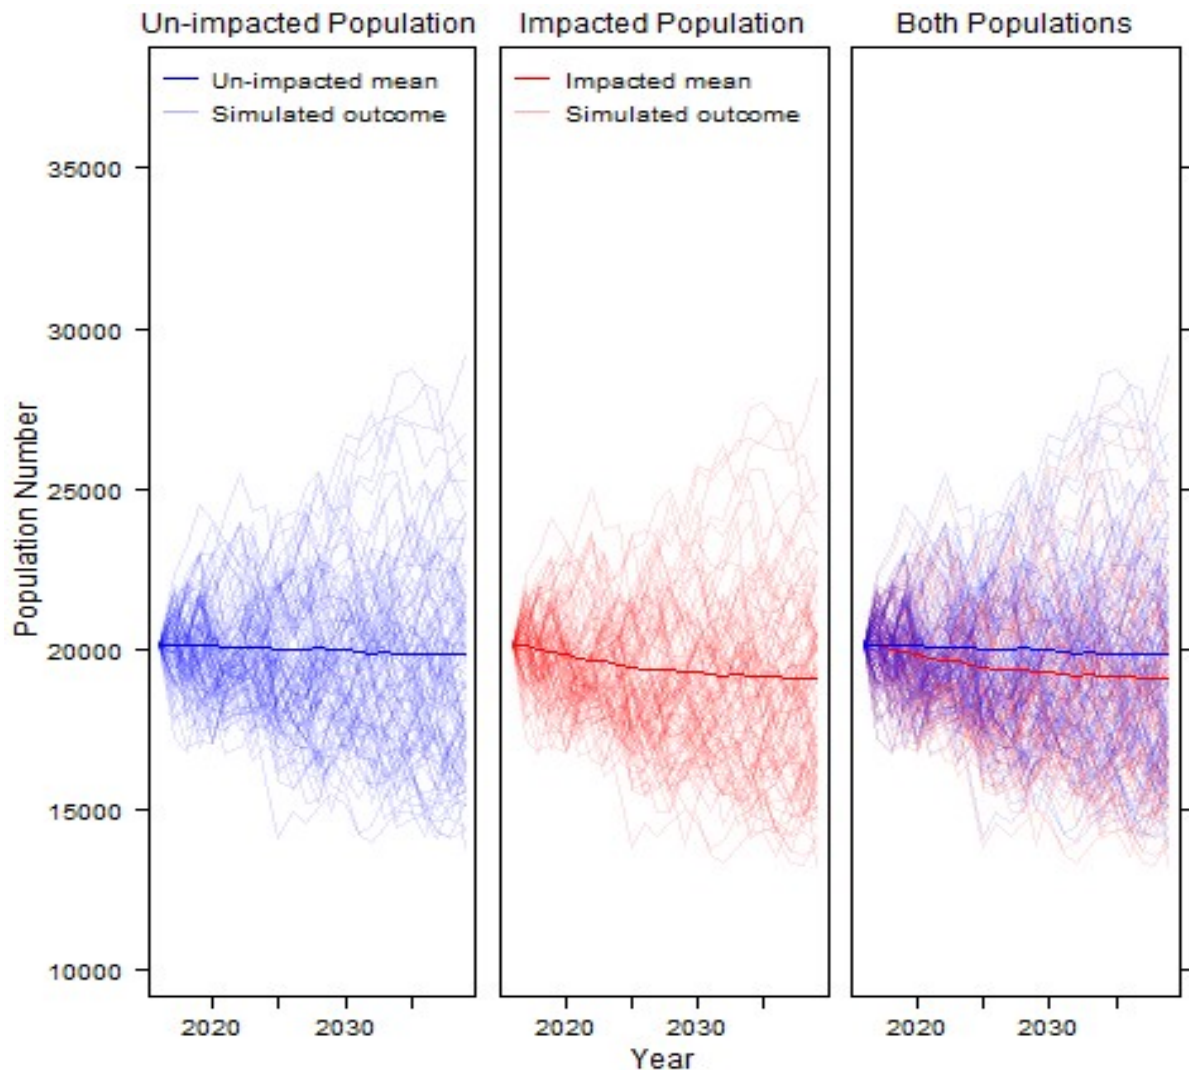 Un-impacted Population
Impacted Population
Both Populations
Un-impacted mean
Simulated outcome
Impacted mean
Simulated outcome
35000
30000
25000
20000
15000
10000
Population Number
2020 2030
2020 2030
2020 2030
Year